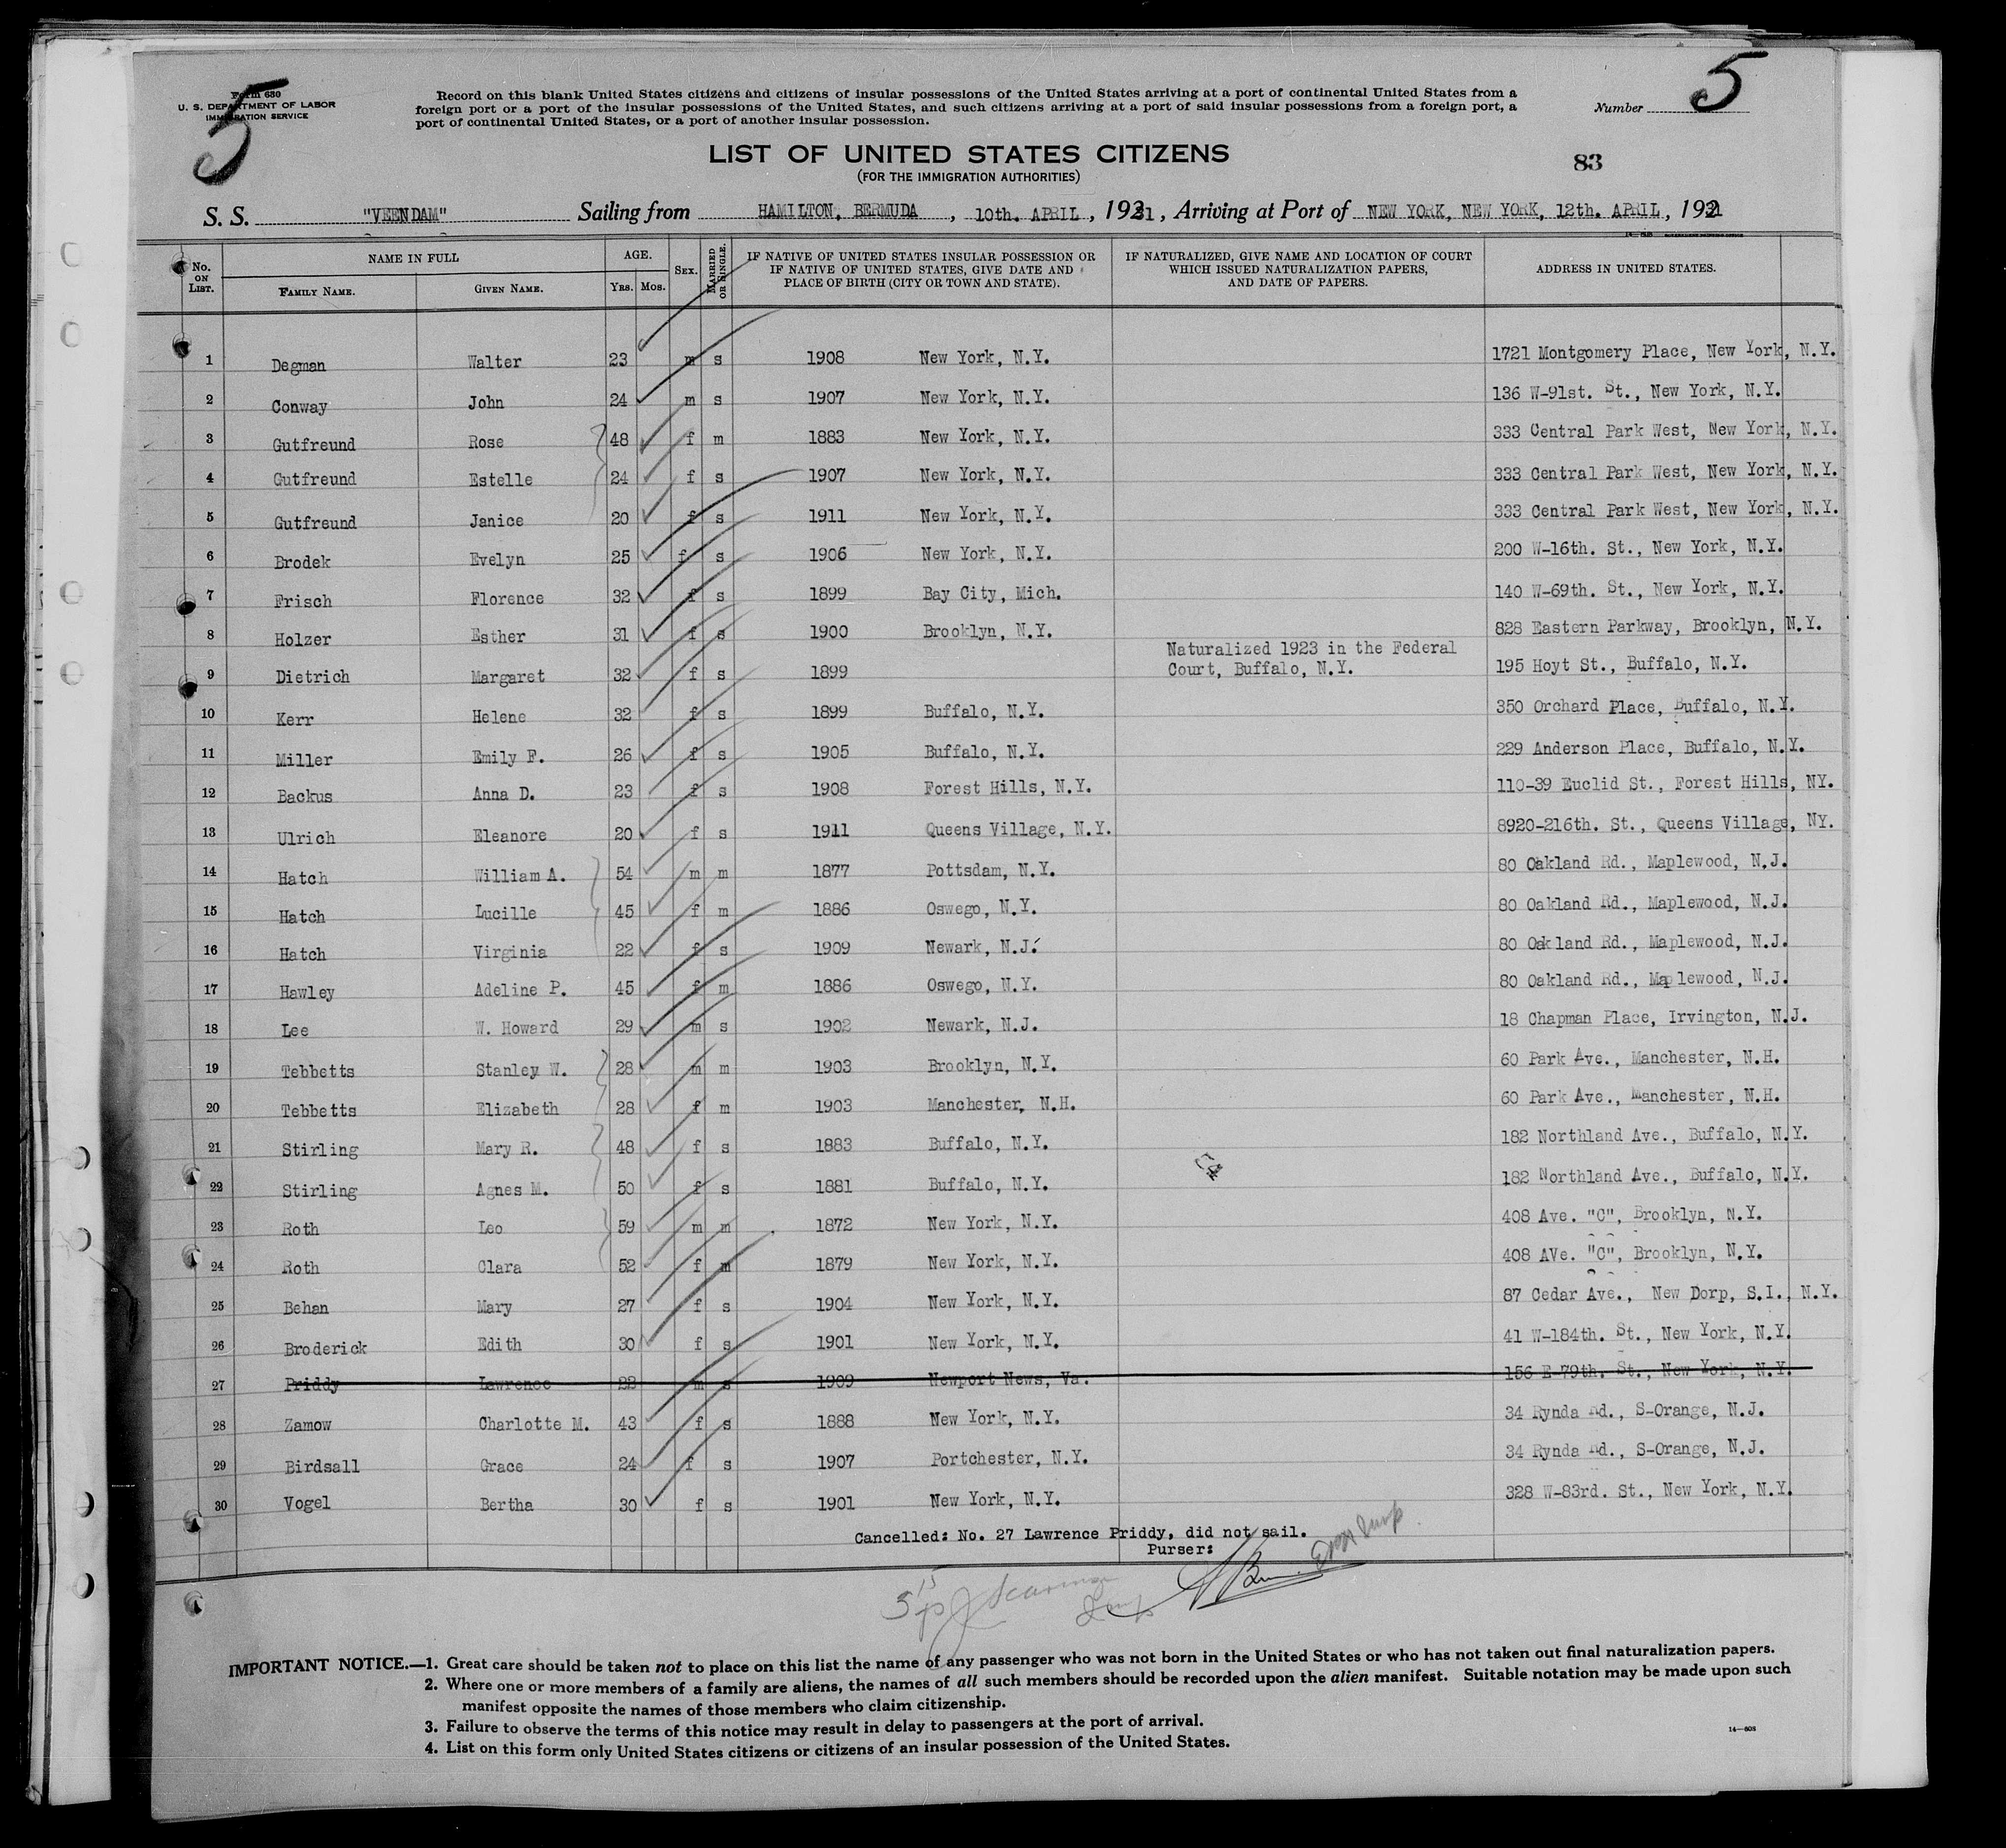 5
5
Form 630
U. S. DEPARTMENT OF LABOR
IMMIGRATION SERVICE
Record on this blank United States citizens and citizens of insular possessions of the United States arriving at a port of continental United States from a
foreign port or a port of the insular possessions of the United States, and such citizens arriving at a port of said insular possessions from a foreign port, a
port of continental United States, or a port of another insular possession.
Number
LIST OF UNITED STATES CITIZENS
(FOR THE IMMIGRATION AUTHORITIES)
83
S. S. "VEENDAM" Sailing from HAMILTON, BERMUDA, 10th. APRIL, 1931, Arriving at Port of NEW YORK, NEW YORK, 12th. APRIL, 1931
No. ON LIST. NAME IN FULL FAMILY NAME. GIVEN NAME. AGE. YRS. MOS. SEX. MARRIED OR SINGLE. IF NATIVE OF UNITED STATES INSULAR POSSESSION OR IF NATIVE OF UNITED STATES, GIVE DATE AND PLACE OF BIRTH (CITY OR TOWN AND STATE). IF NATURALIZED, GIVE NAME AND LOCATION OF COURT WHICH ISSUED NATURALIZATION PAPERS, AND DATE OF PAPERS. ADDRESS IN UNITED STATES.
1 Degman Walter 23 m s 1908 New York, N.Y. 1721 Montgomery Place, New York, N.Y.
2 Conway John 24 m s 1907 New York, N.Y. 136 W-91st. St., New York, N.Y.
3 Gutfreund Rose 48 f m 1883 New York, N.Y. 333 Central Park West, New York, N.Y.
4 Gutfreund Estelle 24 f s 1907 New York, N.Y. 333 Central Park West, New York, N.Y.
5 Gutfreund Janice 20 f s 1911 New York, N.Y. 333 Central Park West, New York, N.Y.
6 Brodek Evelyn 25 f s 1906 New York, N.Y. 200 W-16th. St., New York, N.Y.
7 Frisch Florence 32 f s 1899 Bay City, Mich. 140 W-69th. St., New York, N.Y.
8 Holzer Esther 31 f s 1900 Brooklyn, N.Y. 828 Eastern Parkway, Brooklyn, N.Y.
9 Dietrich Margaret 32 f s 1899 Naturalized 1923 in the Federal Court, Buffalo, N.Y. 195 Hoyt St., Buffalo, N.Y.
10 Kerr Helene 32 f s 1899 Buffalo, N.Y. 350 Orchard Place, Buffalo, N.Y.
11 Miller Emily F. 26 f s 1905 Buffalo, N.Y. 229 Anderson Place, Buffalo, N.Y.
12 Backus Anna D. 23 f s 1908 Forest Hills, N.Y. 110-39 Euclid St., Forest Hills, NY.
13 Ulrich Eleanore 20 f s 1911 Queens Village, N.Y. 8920-216th. St., Queens Village, NY.
14 Hatch William A. 54 m m 1877 Pottsdam, N.Y. 80 Oakland Rd., Maplewood, N.J.
15 Hatch Lucille 45 f m 1886 Oswego, N.Y. 80 Oakland Rd., Maplewood, N.J.
16 Hatch Virginia 22 f s 1909 Newark, N.J. 80 Oakland Rd., Maplewood, N.J.
17 Hawley Adeline P. 45 f m 1886 Oswego, N.Y. 80 Oakland Rd., Maplewood, N.J.
18 Lee W. Howard 29 m s 1902 Newark, N.J. 18 Chapman Place, Irvington, N.J.
19 Tebbetts Stanley W. 28 m m 1903 Brooklyn, N.Y. 60 Park Ave., Manchester, N.H.
20 Tebbetts Elizabeth 28 f m 1903 Manchester, N.H. 60 Park Ave., Manchester, N.H.
21 Stirling Mary R. 48 f s 1883 Buffalo, N.Y. 182 Northland Ave., Buffalo, N.Y.
22 Stirling Agnes M. 50 f s 1881 Buffalo, N.Y. 182 Northland Ave., Buffalo, N.Y.
23 Roth Leo 59 m m 1872 New York, N.Y. 408 Ave. "C", Brooklyn, N.Y.
24 Roth Clara 52 f m 1879 New York, N.Y. 408 AVe. "C", Brooklyn, N.Y.
25 Behan Mary 27 f s 1904 New York, N.Y. 87 Cedar Ave., New Dorp, S.I., N.Y.
26 Broderick Edith 30 f s 1901 New York, N.Y. 41 W-184th. St., New York, N.Y.
27 Priddy Lawrence 22 m s 1909 Newport News, Va. 156 E-79th. St., New York, N.Y.
28 Zamow Charlotte M. 43 f s 1888 New York, N.Y. 34 Rynda Rd., S-Orange, N.J.
29 Birdsall Grace 24 f s 1907 Portchester, N.Y. 34 Rynda Rd., S-Orange, N.J.
30 Vogel Bertha 30 f s 1901 New York, N.Y. 328 W-83rd. St., New York, N.Y.
Cancelled: No. 27 Lawrence Priddy, did not sail.
Purser:
IMPORTANT NOTICE.—1. Great care should be taken not to place on this list the name of any passenger who was not born in the United States or who has not taken out final naturalization papers.
2. Where one or more members of a family are aliens, the names of all such members should be recorded upon the alien manifest. Suitable notation may be made upon such
manifest opposite the names of those members who claim citizenship.
3. Failure to observe the terms of this notice may result in delay to passengers at the port of arrival.
4. List on this form only United States citizens or citizens of an insular possession of the United States.
14—608